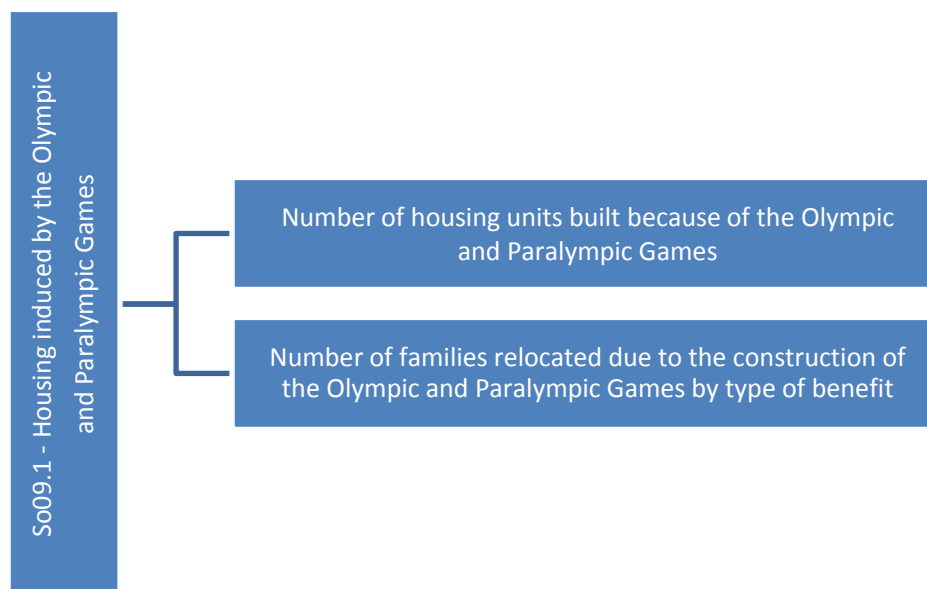 So09.1 - Housing induced by the Olympic
and Paralympic Games
Number of housing units built because of the Olympic
and Paralympic Games
Number of families relocated due to the construction of
the Olympic and Paralympic Games by type of benefit